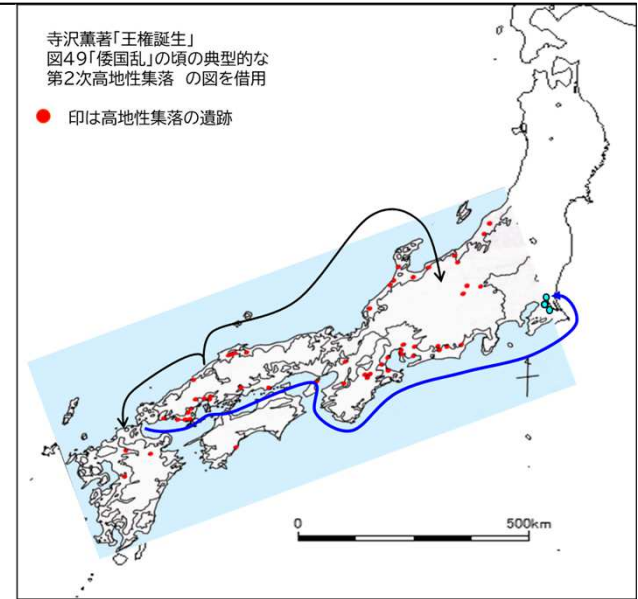 寺沢薫著「王権誕生」
図49「倭国乱」の頃の典型的な
第2次高地性集落 の図を借用
印は高地性集落の遺跡
0 500km